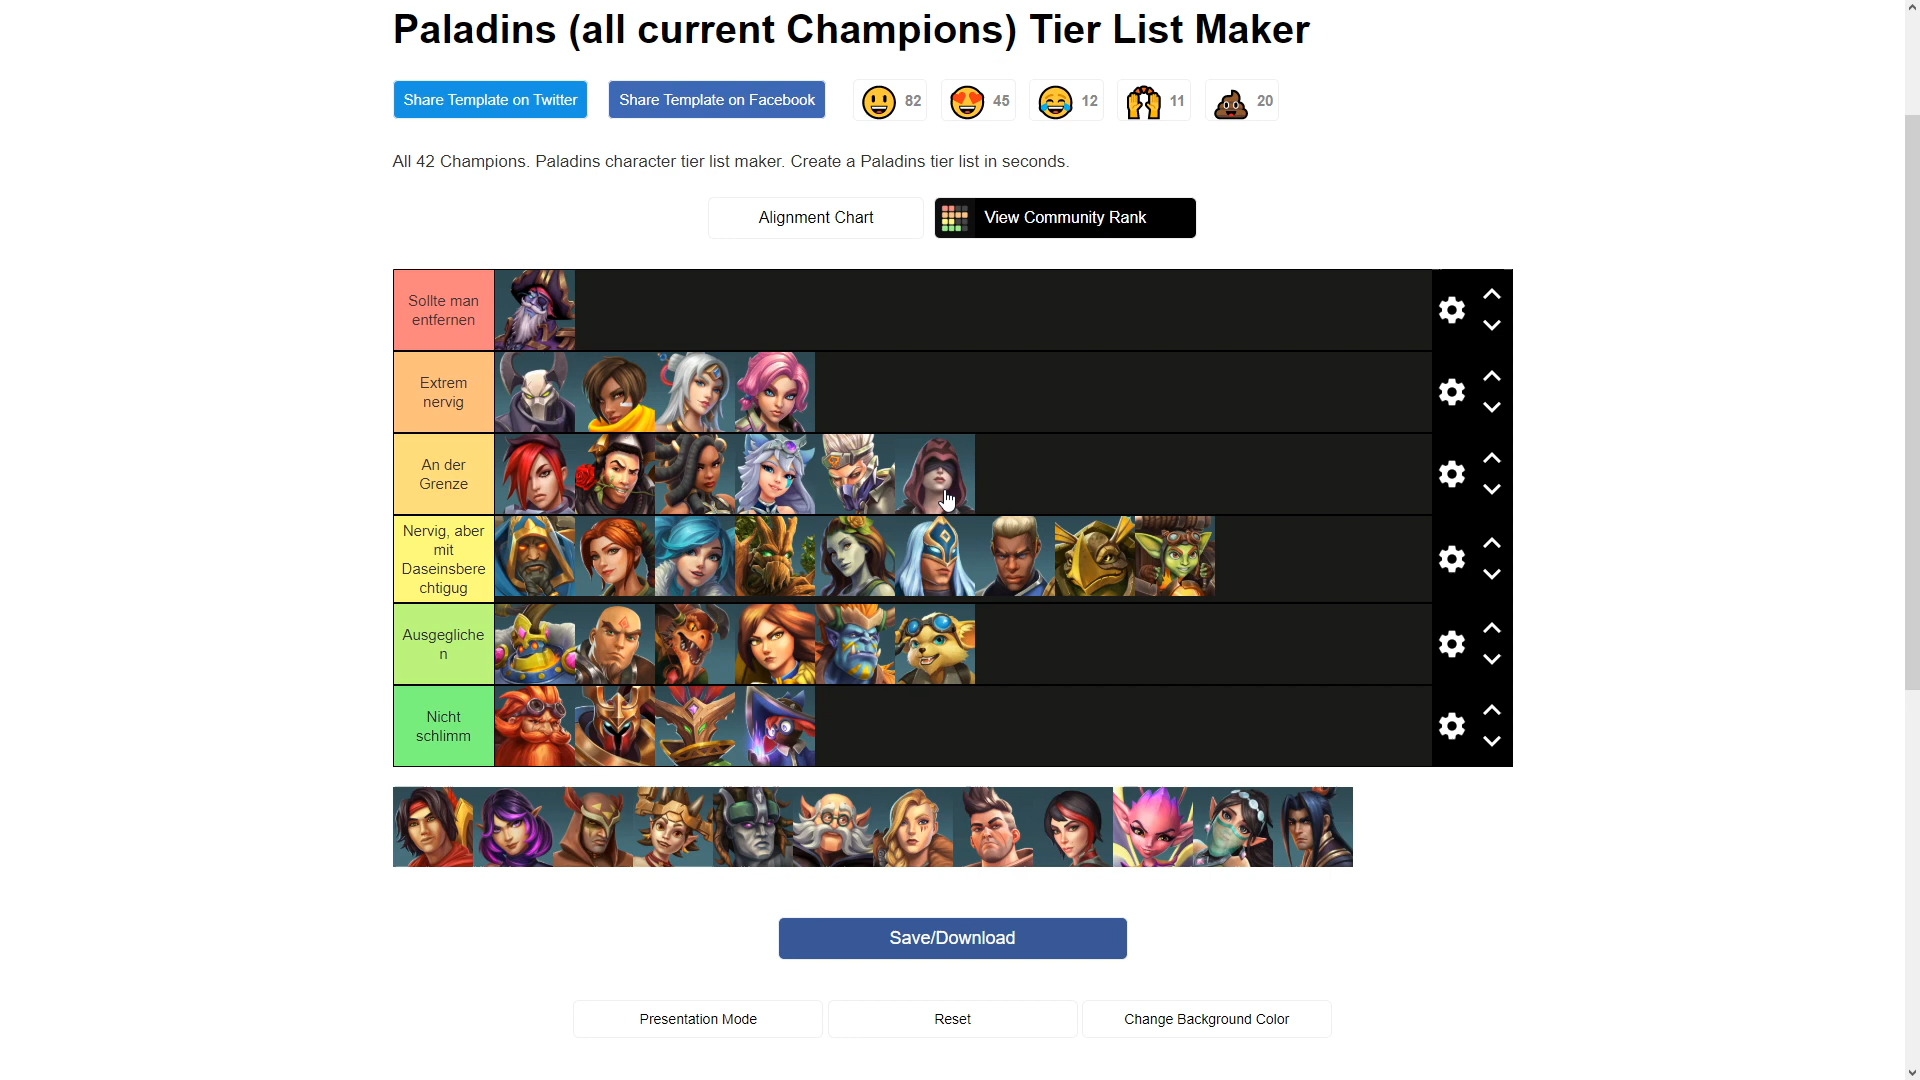 Paladins (all current Champions) Tier List Maker
Share Template on Twitter
Share Template on Facebook
82
45
12
11
20
All 42 Champions. Paladins character tier list maker. Create a Paladins tier list in seconds.
Alignment Chart
View Community Rank
Sollte man
entfernen
Extrem
nervig
An der
Grenze
Nervig, aber
mit
Daseinsbere
chtigug
Ausgegliche
n
Nicht
schlimm
Save/Download
Presentation Mode
Reset
Change Background Color